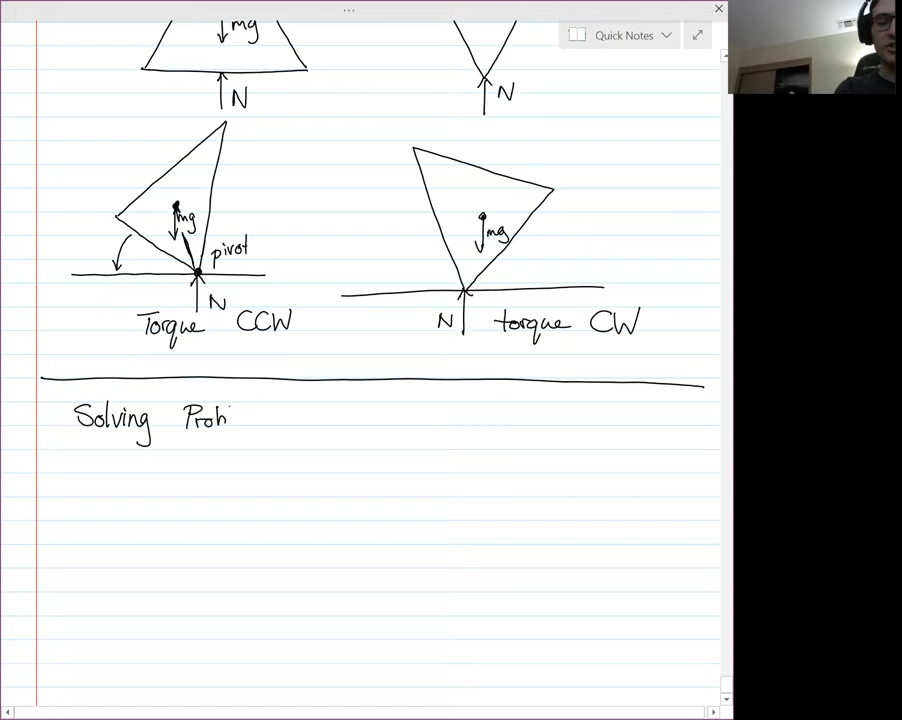 mg
Quick Notes
N
N
mg
pivot
N
Torque CCW
mg
N
torque CW
Solving Prob